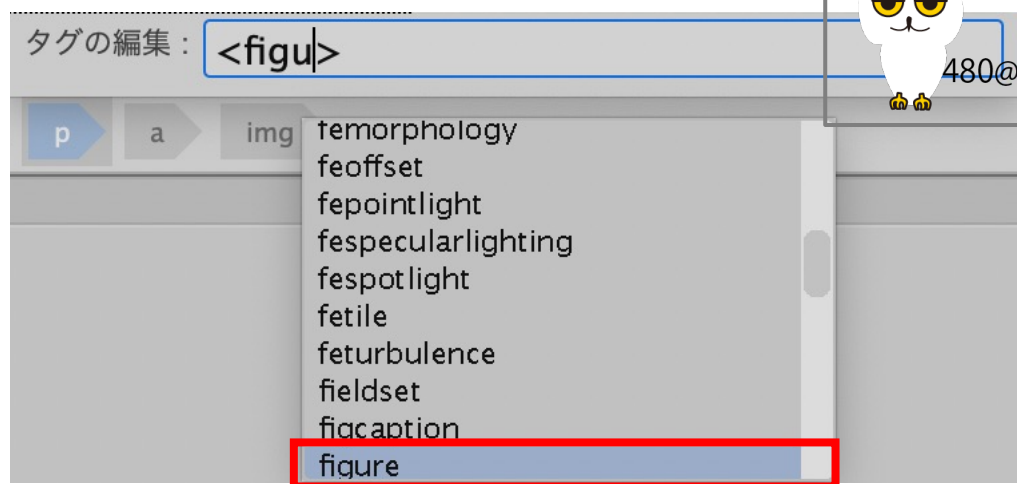 タグの編集：<figu>
480@
p a img
femorphology
feoffset
fepointlight
fespecularlighting
fespotlight
fetile
feturbulence
fieldset
figcaption
figure